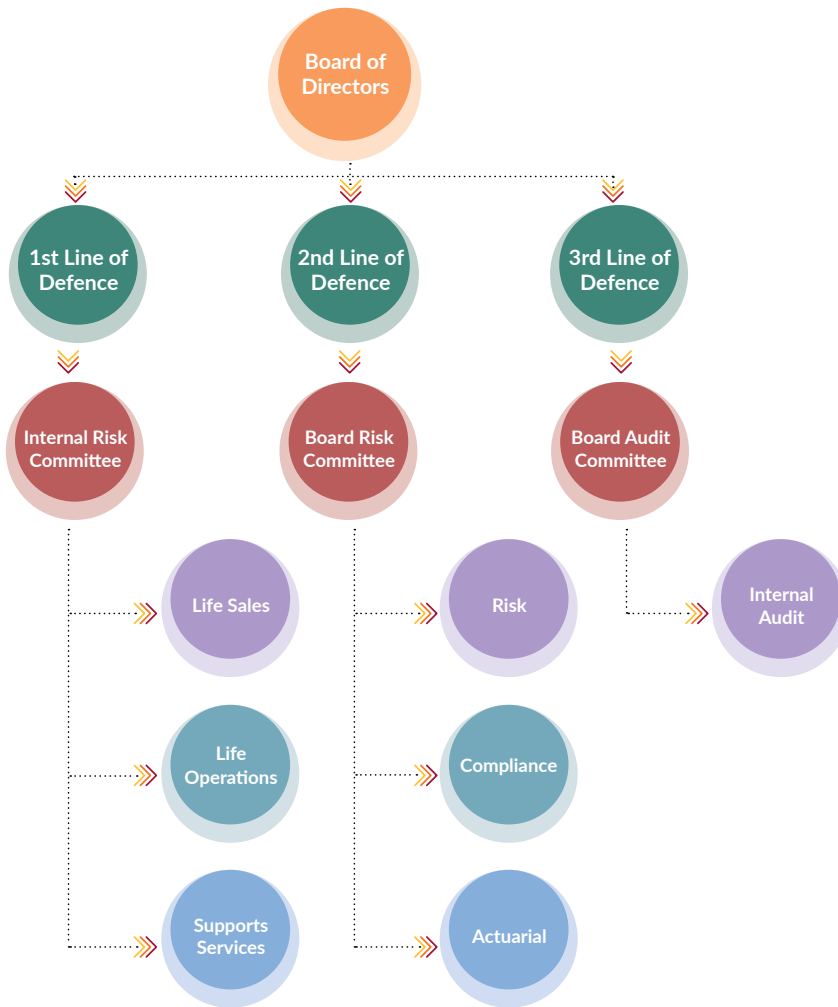 Board of
Directors
1st Line of
Defence
2nd Line of
Defence
3rd Line of
Defence
Internal Risk
Committee
Board Risk
Committee
Board Audit
Committee
Life Sales
Risk
Internal
Audit
Life
Operations
Compliance
Supports
Services
Actuarial